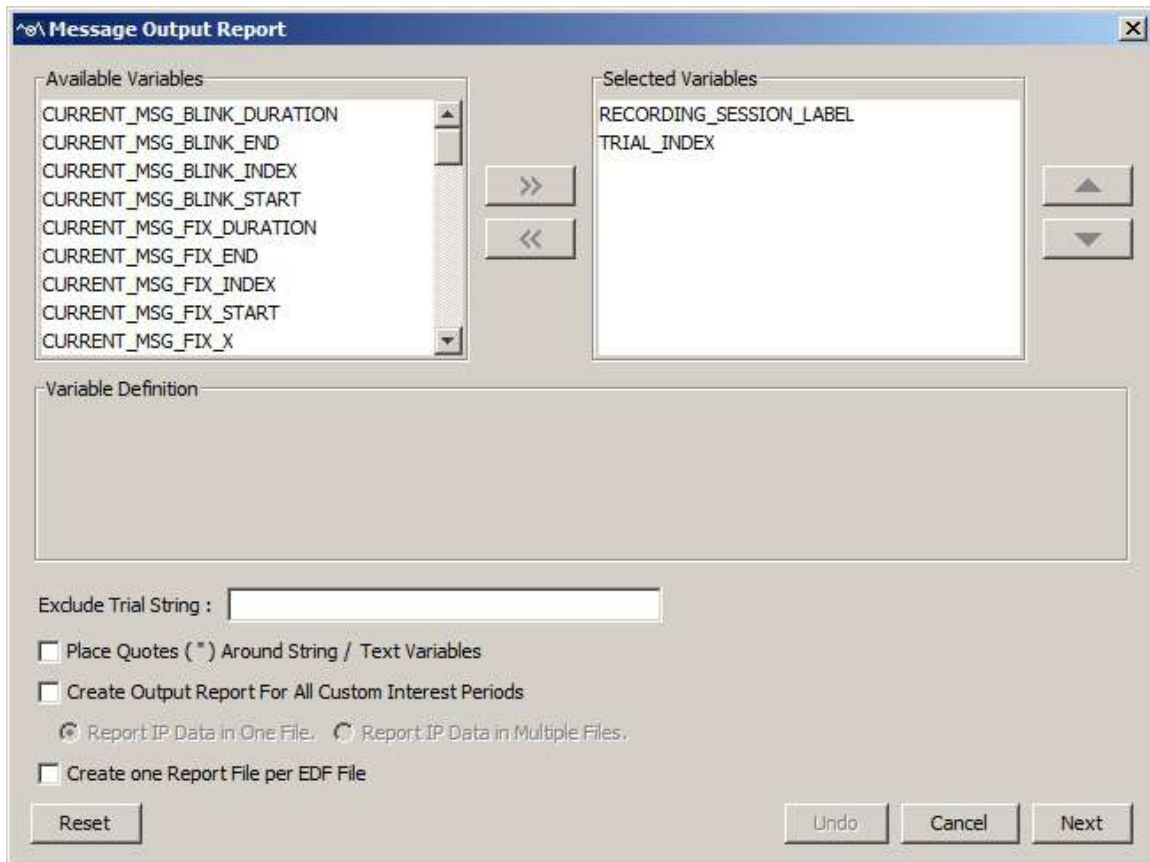 Message Output Report
Available Variables
CURRENT_MSG_BLINK_DURATION
CURRENT_MSG_BLINK_END
CURRENT_MSG_BLINK_INDEX
CURRENT_MSG_BLINK_START
CURRENT_MSG_FIX_DURATION
CURRENT_MSG_FIX_END
CURRENT_MSG_FIX_INDEX
CURRENT_MSG_FIX_START
CURRENT_MSG_FIX_X
>>
<<
Selected Variables
RECORDING_SESSION_LABEL
TRIAL_INDEX
Variable Definition
Exclude Trial String :
Place Quotes ( " ) Around String / Text Variables
Create Output Report For All Custom Interest Periods
Report IP Data in One File. Report IP Data in Multiple Files.
Create one Report File per EDF File
Reset Undo Cancel Next